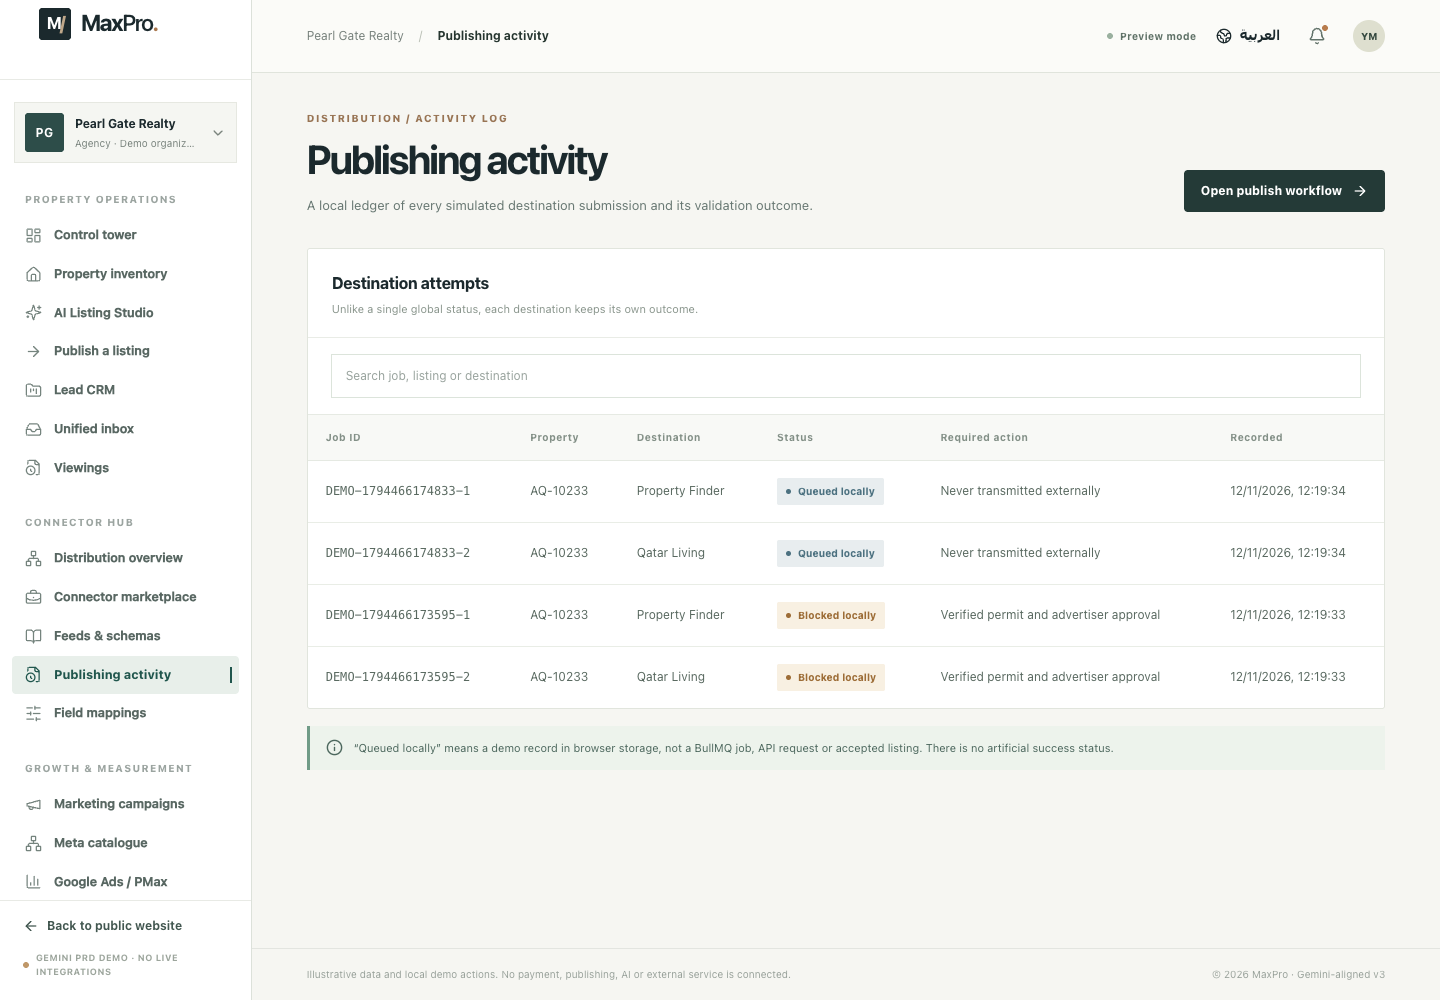 M/ MaxPro.
Pearl Gate Realty / Publishing activity
Preview mode
العربية
YM
PG
Pearl Gate Realty
Agency · Demo organiz...
PROPERTY OPERATIONS
Control tower
Property inventory
AI Listing Studio
Publish a listing
Lead CRM
Unified inbox
Viewings
CONNECTOR HUB
Distribution overview
Connector marketplace
Feeds & schemas
Publishing activity
Field mappings
GROWTH & MEASUREMENT
Marketing campaigns
Meta catalogue
Google Ads / PMax
Back to public website
GEMINI PRD DEMO · NO LIVE
INTEGRATIONS
DISTRIBUTION / ACTIVITY LOG
Publishing activity
A local ledger of every simulated destination submission and its validation outcome.
Open publish workflow
Destination attempts
Unlike a single global status, each destination keeps its own outcome.
Search job, listing or destination
Job ID Property Destination Status Required action Recorded
DEMO-1794466174833-1 AQ-10233 Property Finder Queued locally Never transmitted externally 12/11/2026, 12:19:34
DEMO-1794466174833-2 AQ-10233 Qatar Living Queued locally Never transmitted externally 12/11/2026, 12:19:34
DEMO-1794466173595-1 AQ-10233 Property Finder Blocked locally Verified permit and advertiser approval 12/11/2026, 12:19:33
DEMO-1794466173595-2 AQ-10233 Qatar Living Blocked locally Verified permit and advertiser approval 12/11/2026, 12:19:33
“Queued locally” means a demo record in browser storage, not a BullMQ job, API request or accepted listing. There is no artificial success status.
Illustrative data and local demo actions. No payment, publishing, AI or external service is connected.
© 2026 MaxPro · Gemini-aligned v3